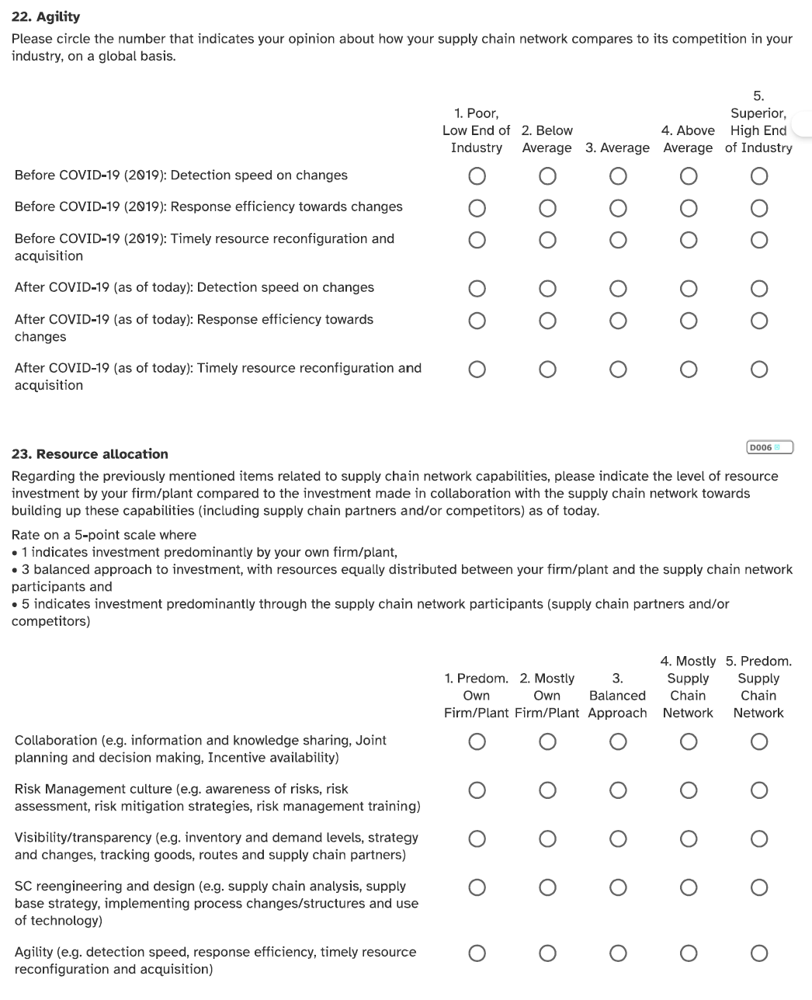 22. Agility
Please circle the number that indicates your opinion about how your supply chain network compares to its competition in your
industry, on a global basis.
1. Poor, Low End of Industry
2. Below Average
3. Average
4. Above Average
5. Superior, High End of Industry
Before COVID-19 (2019): Detection speed on changes
Before COVID-19 (2019): Response efficiency towards changes
Before COVID-19 (2019): Timely resource reconfiguration and
acquisition
After COVID-19 (as of today): Detection speed on changes
After COVID-19 (as of today): Response efficiency towards
changes
After COVID-19 (as of today): Timely resource reconfiguration and
acquisition
D006
23. Resource allocation
Regarding the previously mentioned items related to supply chain network capabilities, please indicate the level of resource
investment by your firm/plant compared to the investment made in collaboration with the supply chain network towards
building up these capabilities (including supply chain partners and/or competitors) as of today.
Rate on a 5-point scale where
• 1 indicates investment predominantly by your own firm/plant,
• 3 balanced approach to investment, with resources equally distributed between your firm/plant and the supply chain network
participants and
• 5 indicates investment predominantly through the supply chain network participants (supply chain partners and/or
competitors)
1. Predom. Own Firm/Plant
2. Mostly Own Firm/Plant
3. Balanced Approach
4. Mostly Supply Chain Network
5. Predom. Supply Chain Network
Collaboration (e.g. information and knowledge sharing, Joint
planning and decision making, Incentive availability)
Risk Management culture (e.g. awareness of risks, risk
assessment, risk mitigation strategies, risk management training)
Visibility/transparency (e.g. inventory and demand levels, strategy
and changes, tracking goods, routes and supply chain partners)
SC reengineering and design (e.g. supply chain analysis, supply
base strategy, implementing process changes/structures and use
of technology)
Agility (e.g. detection speed, response efficiency, timely resource
reconfiguration and acquisition)